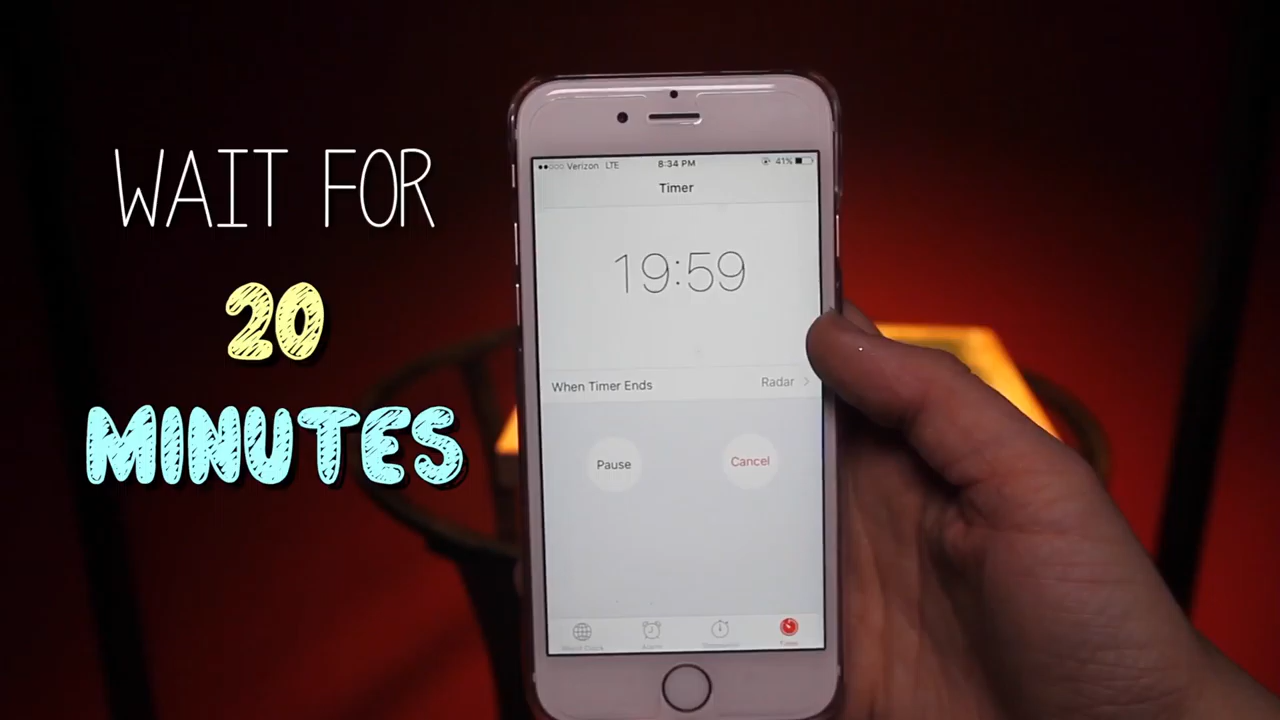 WAIT FOR
20
MINUTES
Verizon LTE 8:34 PM 41%
Timer
19:59
When Timer Ends Radar
Pause Cancel